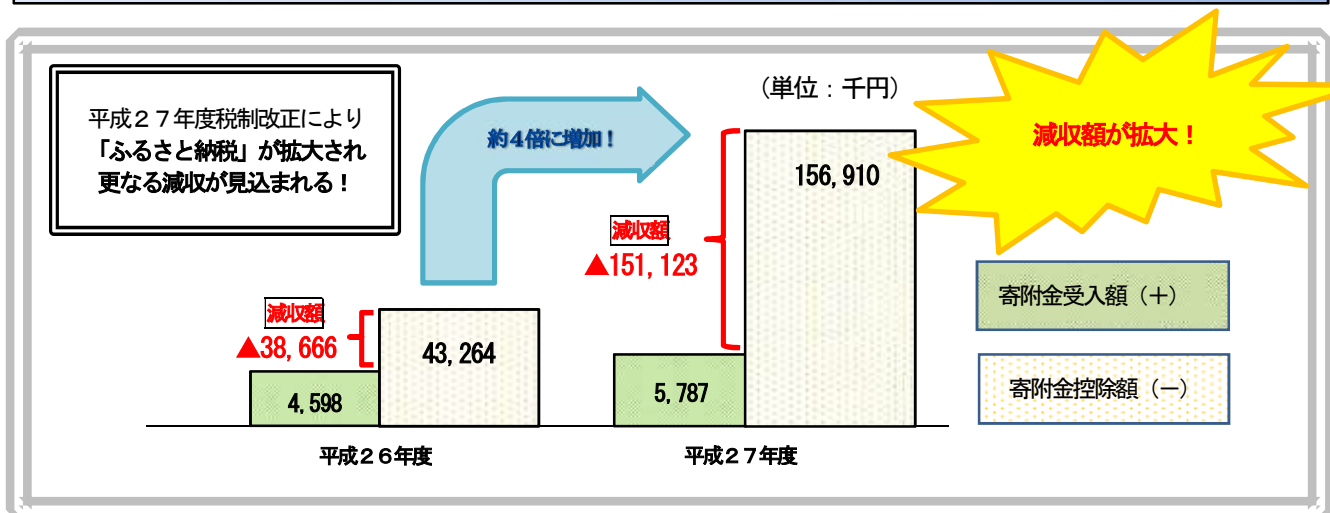 平成２７年度税制改正により
「ふるさと納税」が拡大され
更なる減収が見込まれる！
約４倍に増加！
（単位：千円）
減収額が拡大！
156,910
減収額
▲151,123
減収額
▲38,666
43,264
4,598
5,787
寄附金受入額（＋）
寄附金控除額（－）
平成２６年度
平成２７年度